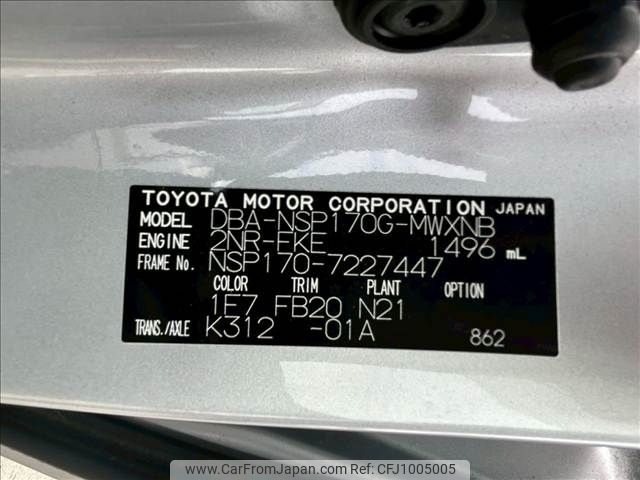 TOYOTA MOTOR CORPORATION JAPAN
MODEL DBA-NSP170G-MWXNB
ENGINE 2NR-FKE 1496 mL
FRAME No. NSP170-7227447
COLOR TRIM PLANT OPTION
1F7 FB20 N21
TRANS./AXLE K312 -01A 862
www.CarFromJapan.com | Ref No. CFJ1005005